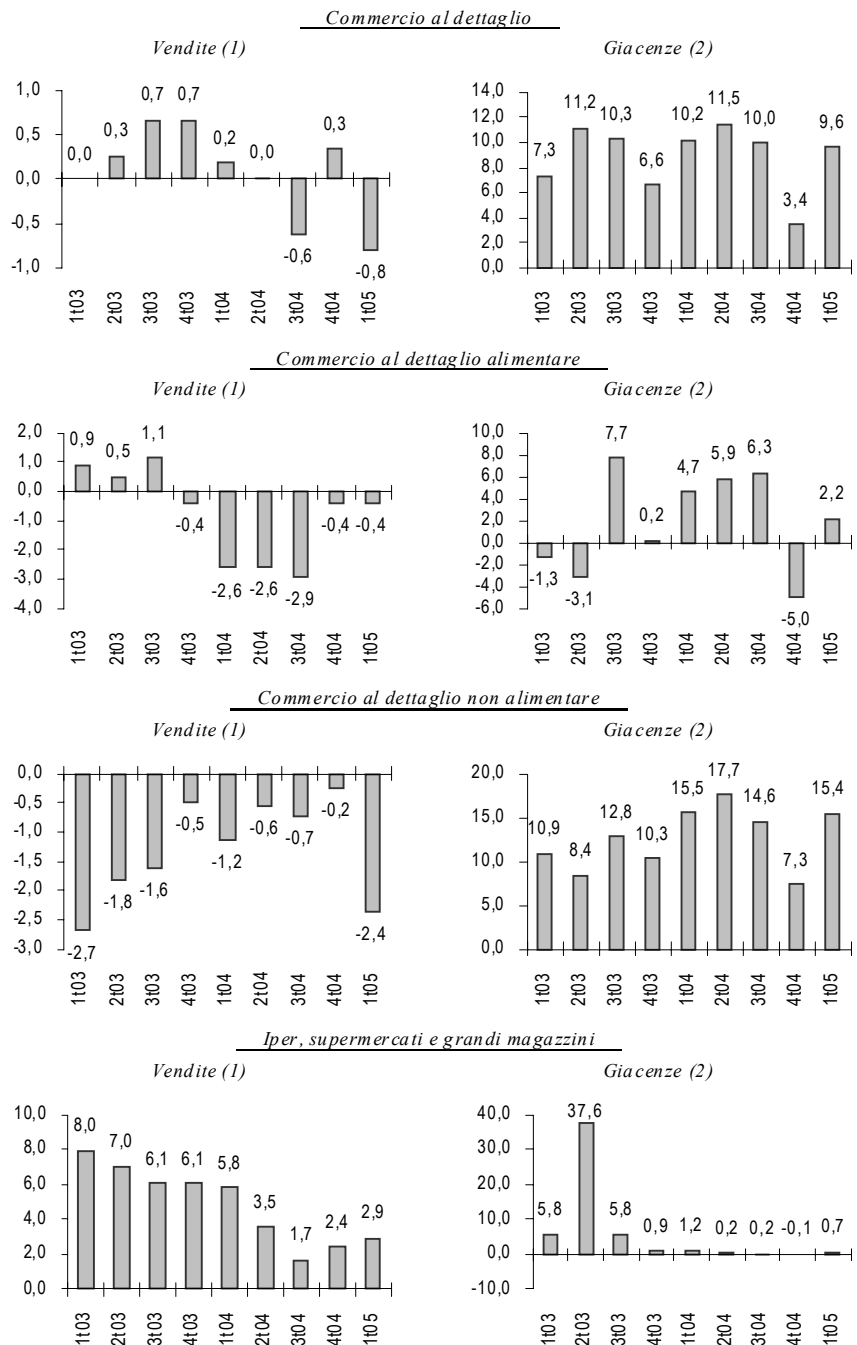 Commercio al dettaglio
Vendite (1)
1,0
0,5
0,0
-0,5
-1,0
0,0
0,3
0,7
0,7
0,2
0,0
-0,6
0,3
-0,8
1t03
2t03
3t03
4t03
1t04
2t04
3t04
4t04
1t05
Giacenze (2)
14,0
12,0
10,0
8,0
6,0
4,0
2,0
0,0
7,3
11,2
10,3
6,6
10,2
11,5
10,0
3,4
9,6
1t03
2t03
3t03
4t03
1t04
2t04
3t04
4t04
1t05
Commercio al dettaglio alimentare
Vendite (1)
2,0
1,0
0,0
-1,0
-2,0
-3,0
-4,0
0,9
0,5
1,1
-0,4
-2,6
-2,6
-2,9
-0,4
-0,4
1t03
2t03
3t03
4t03
1t04
2t04
3t04
4t04
1t05
Giacenze (2)
10,0
8,0
6,0
4,0
2,0
0,0
-2,0
-4,0
-6,0
-1,3
-3,1
7,7
0,2
4,7
5,9
6,3
-5,0
2,2
1t03
2t03
3t03
4t03
1t04
2t04
3t04
4t04
1t05
Commercio al dettaglio non alimentare
Vendite (1)
0,0
-0,5
-1,0
-1,5
-2,0
-2,5
-3,0
-2,7
-1,8
-1,6
-0,5
-1,2
-0,6
-0,7
-0,2
-2,4
1t03
2t03
3t03
4t03
1t04
2t04
3t04
4t04
1t05
Giacenze (2)
20,0
15,0
10,0
5,0
0,0
10,9
8,4
12,8
10,3
15,5
17,7
14,6
7,3
15,4
1t03
2t03
3t03
4t03
1t04
2t04
3t04
4t04
1t05
Iper, supermercati e grandi magazzini
Vendite (1)
10,0
8,0
6,0
4,0
2,0
0,0
8,0
7,0
6,1
6,1
5,8
3,5
1,7
2,4
2,9
1t03
2t03
3t03
4t03
1t04
2t04
3t04
4t04
1t05
Giacenze (2)
40,0
30,0
20,0
10,0
0,0
-10,0
5,8
37,6
5,8
0,9
1,2
0,2
0,2
-0,1
0,7
1t03
2t03
3t03
4t03
1t04
2t04
3t04
4t04
1t05